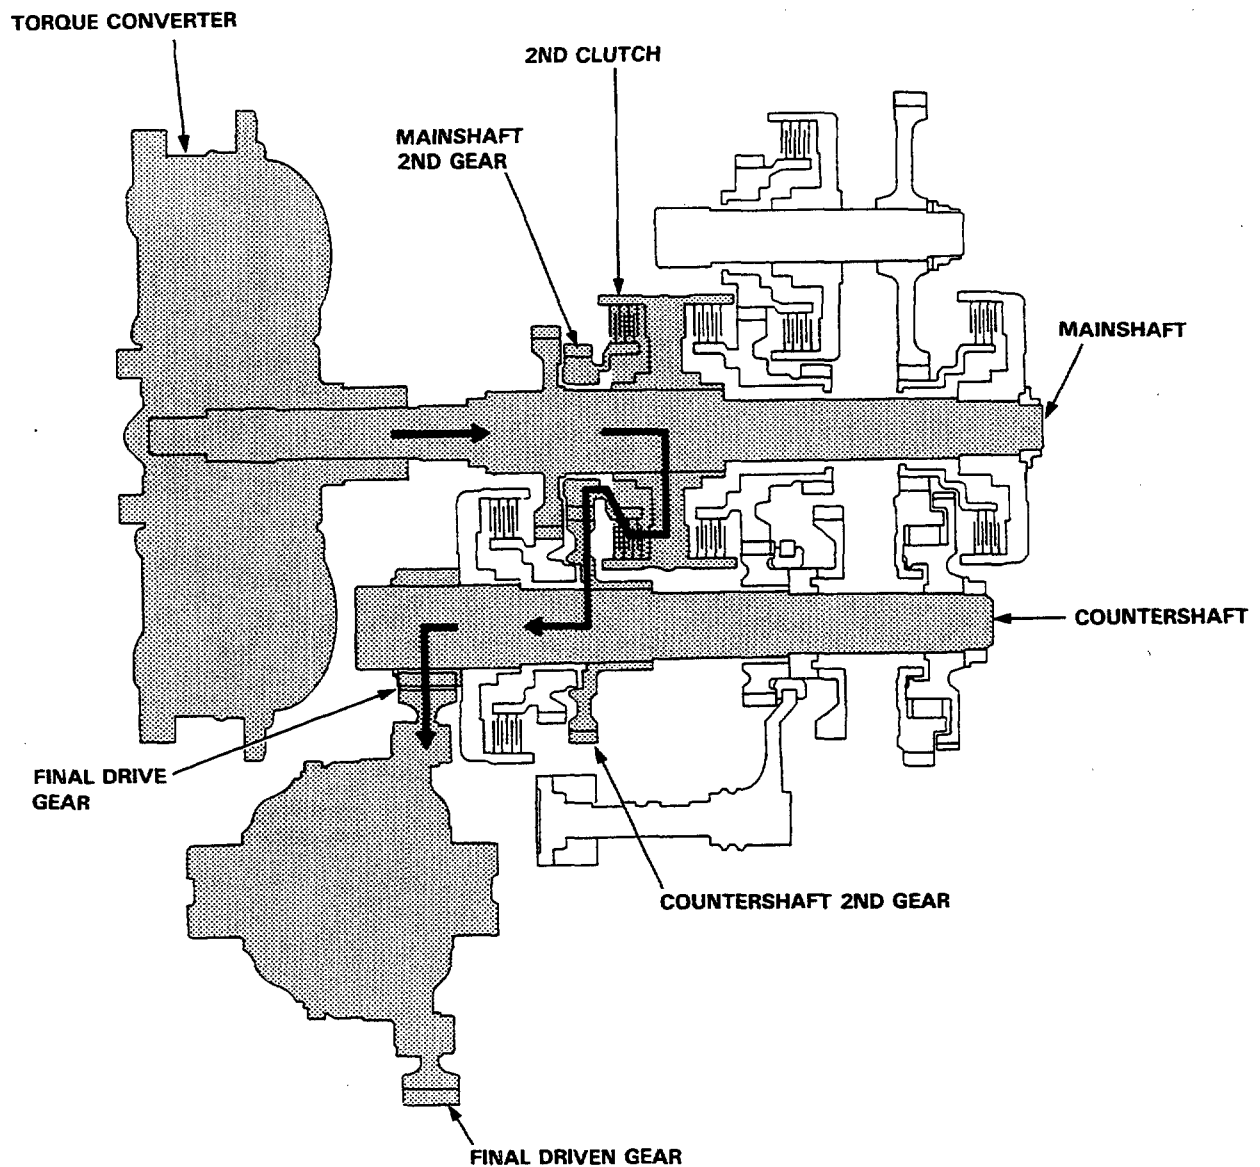 TORQUE CONVERTER
2ND CLUTCH
MAINSHAFT
2ND GEAR
MAINSHAFT
COUNTERSHAFT
FINAL DRIVE
GEAR
COUNTERSHAFT 2ND GEAR
FINAL DRIVEN GEAR